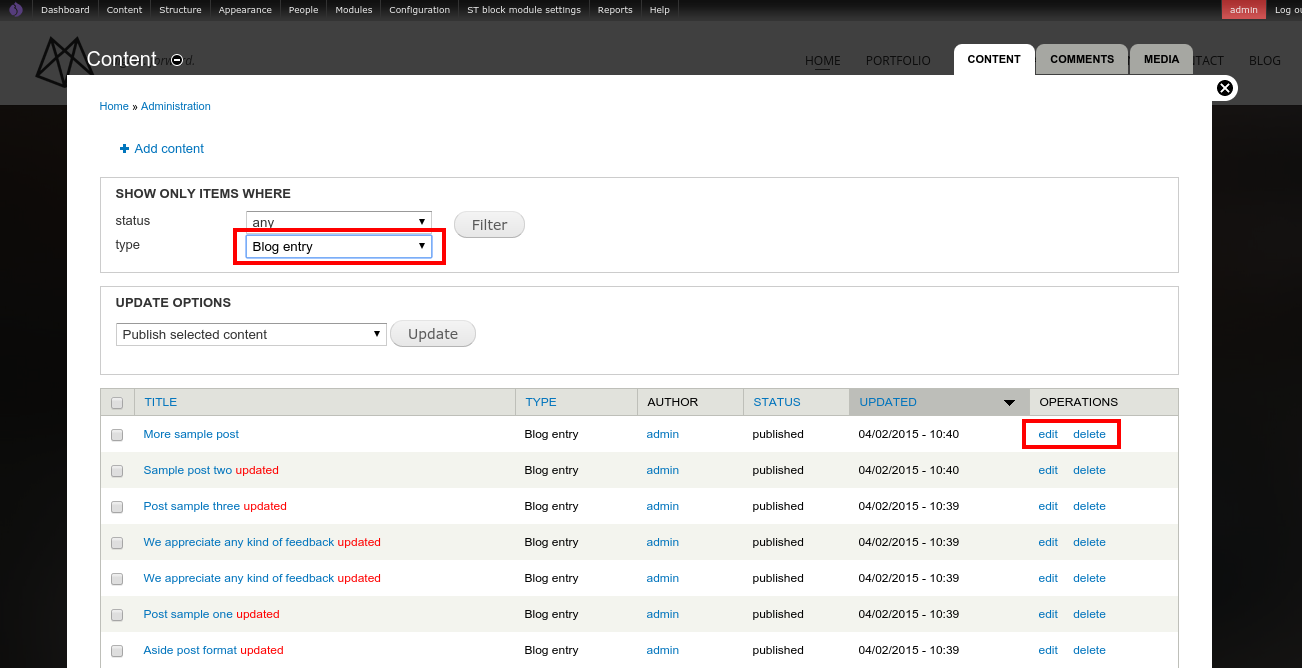 Dashboard Content Structure Appearance People Modules Configuration ST block module settings Reports Help admin Log ou
Content HOME PORTFOLIO CONTENT COMMENTS MEDIA TACT BLOG
Home » Administration
Add content
SHOW ONLY ITEMS WHERE
status any Filter
type Blog entry
UPDATE OPTIONS
Publish selected content Update
TITLE TYPE AUTHOR STATUS UPDATED OPERATIONS
More sample post Blog entry admin published 04/02/2015 - 10:40 edit delete
Sample post two updated Blog entry admin published 04/02/2015 - 10:40 edit delete
Post sample three updated Blog entry admin published 04/02/2015 - 10:39 edit delete
We appreciate any kind of feedback updated Blog entry admin published 04/02/2015 - 10:39 edit delete
We appreciate any kind of feedback updated Blog entry admin published 04/02/2015 - 10:39 edit delete
Post sample one updated Blog entry admin published 04/02/2015 - 10:39 edit delete
Aside post format updated Blog entry admin published 04/02/2015 - 10:39 edit delete